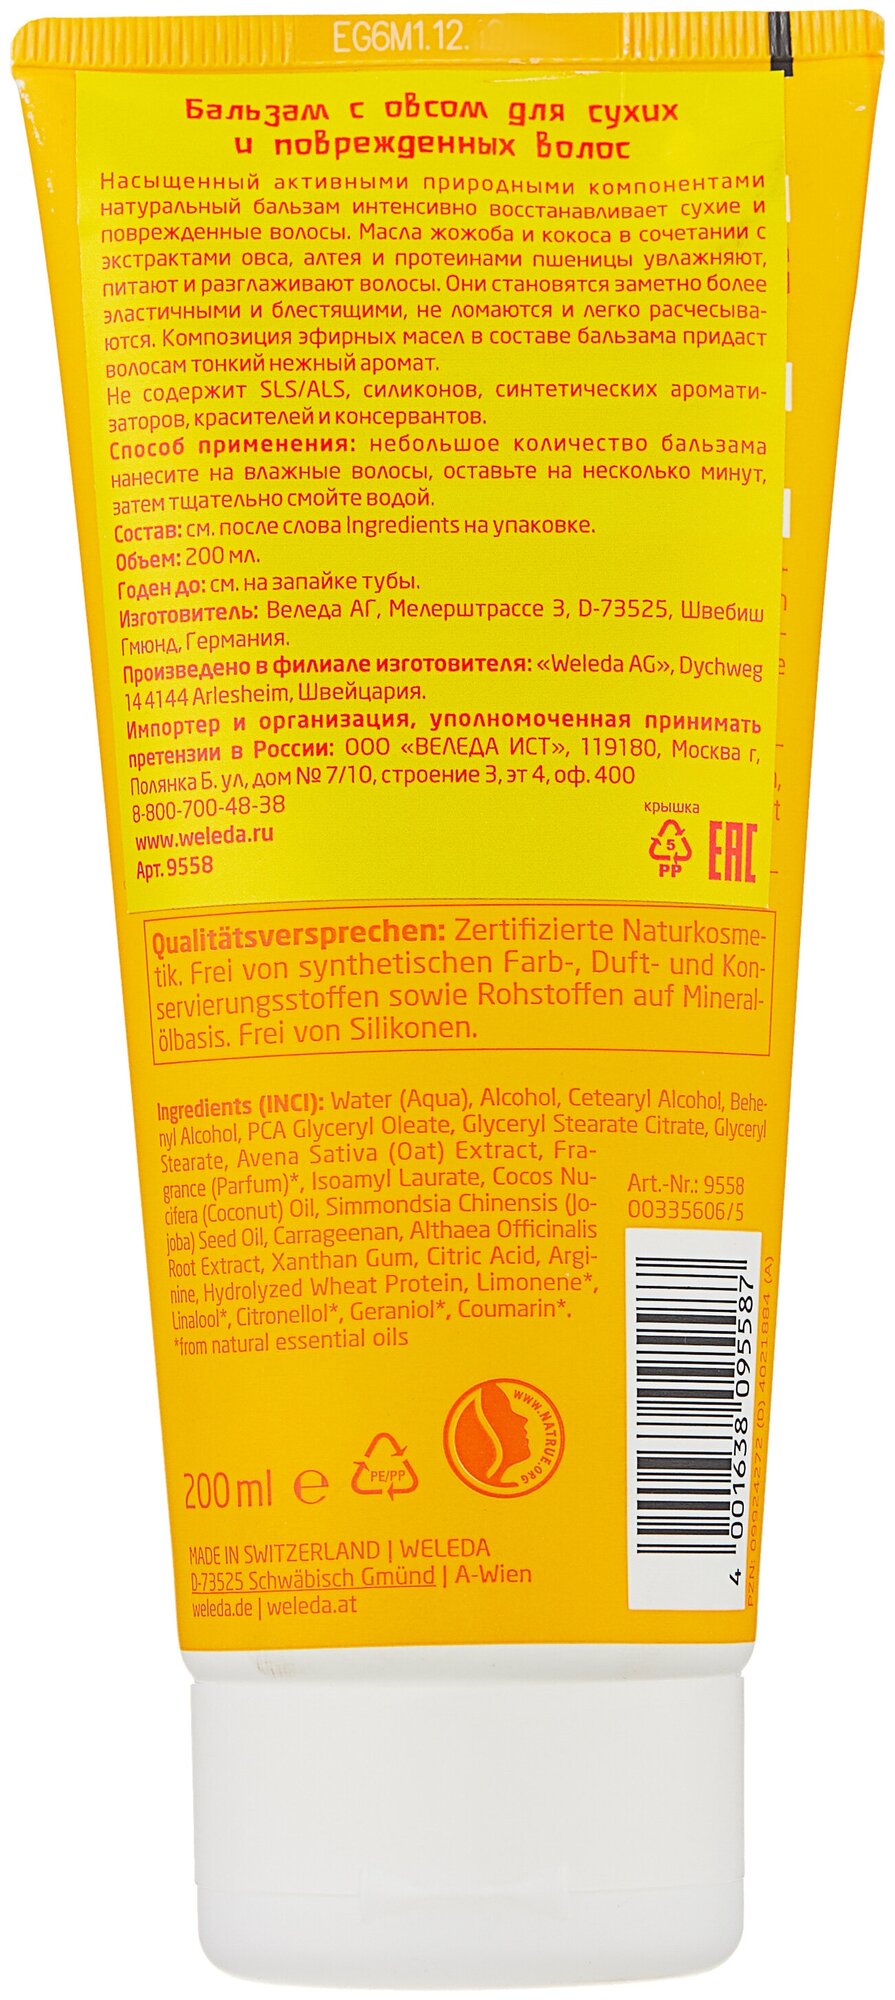 EG6M1.12.
Бальзам с овсом для сухих
и поврежденных волос
Насыщенный активными природными компонентами
натуральный бальзам интенсивно восстанавливает сухие и
поврежденные волосы. Масла жожоба и кокоса в сочетании с
экстрактами овса, алтея и протеинами пшеницы увлажняют,
питают и разглаживают волосы. Они становятся заметно более
эластичными и блестящими, не ломаются и легко расчесыва-
ются. Композиция эфирных масел в составе бальзама придаст
волосам тонкий нежный аромат.
Не содержит SLS/ALS, силиконов, синтетических аромати-
заторов, красителей и консервантов.
Способ применения: небольшое количество бальзама
нанесите на влажные волосы, оставьте на несколько минут,
затем тщательно смойте водой.
Состав: см. после слова Ingredients на упаковке.
Объем: 200 мл.
Годен до: см. на запайке тубы.
Изготовитель: Веледа АГ, Мелерштрассе 3, D-73525, Швебиш
Гмюнд, Германия.
Произведено в филиале изготовителя: «Weleda AG», Dychweg
14 4144 Arlesheim, Швейцария.
Импортер и организация, уполномоченная принимать
претензии в России: ООО «ВЕЛЕДА ИСТ», 119180, Москва г,
Полянка Б. ул, дом № 7/10, строение 3, эт 4, оф. 400
8-800-700-48-38
www.weleda.ru
Арт. 9558
крышка
5
PP
EAC
Qualitätsversprechen: Zertifizierte Naturkosme-
tik. Frei von synthetischen Farb-, Duft- und Kon-
servierungsstoffen sowie Rohstoffen auf Mineral-
ölbasis. Frei von Silikonen.
Ingredients (INCI): Water (Aqua), Alcohol, Cetearyl Alcohol, Behe-
nyl Alcohol, PCA Glyceryl Oleate, Glyceryl Stearate Citrate, Glyceryl
Stearate, Avena Sativa (Oat) Extract, Fra-
grance (Parfum)*, Isoamyl Laurate, Cocos Nu-
cifera (Coconut) Oil, Simmondsia Chinensis (Jo-
joba) Seed Oil, Carrageenan, Althaea Officinalis
Root Extract, Xanthan Gum, Citric Acid, Argi-
nine, Hydrolyzed Wheat Protein, Limonene*,
Linalool*, Citronellol*, Geraniol*, Coumarin*.
*from natural essential oils
Art.-Nr.: 9558
00335606/5
4 001638 095587
PZN: 09924272 (D) 4021884 (A)
200 ml e
PE/PP
WWW.NATRUE.ORG
MADE IN SWITZERLAND | WELEDA
D-73525 Schwäbisch Gmünd | A-Wien
weleda.de | weleda.at